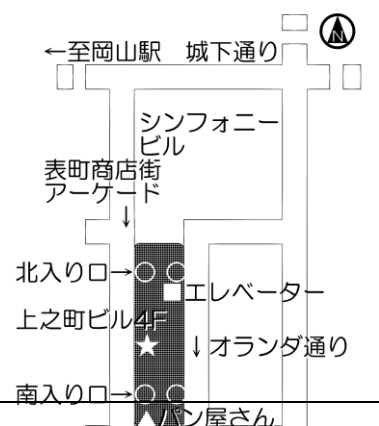 ←至岡山駅 城下通り
シンフォニー
ビル
表町商店街
アーケード
↓
北入り口→
エレベーター
上之町ビル4F
↓オランダ通り
南入り口→
パン屋さん